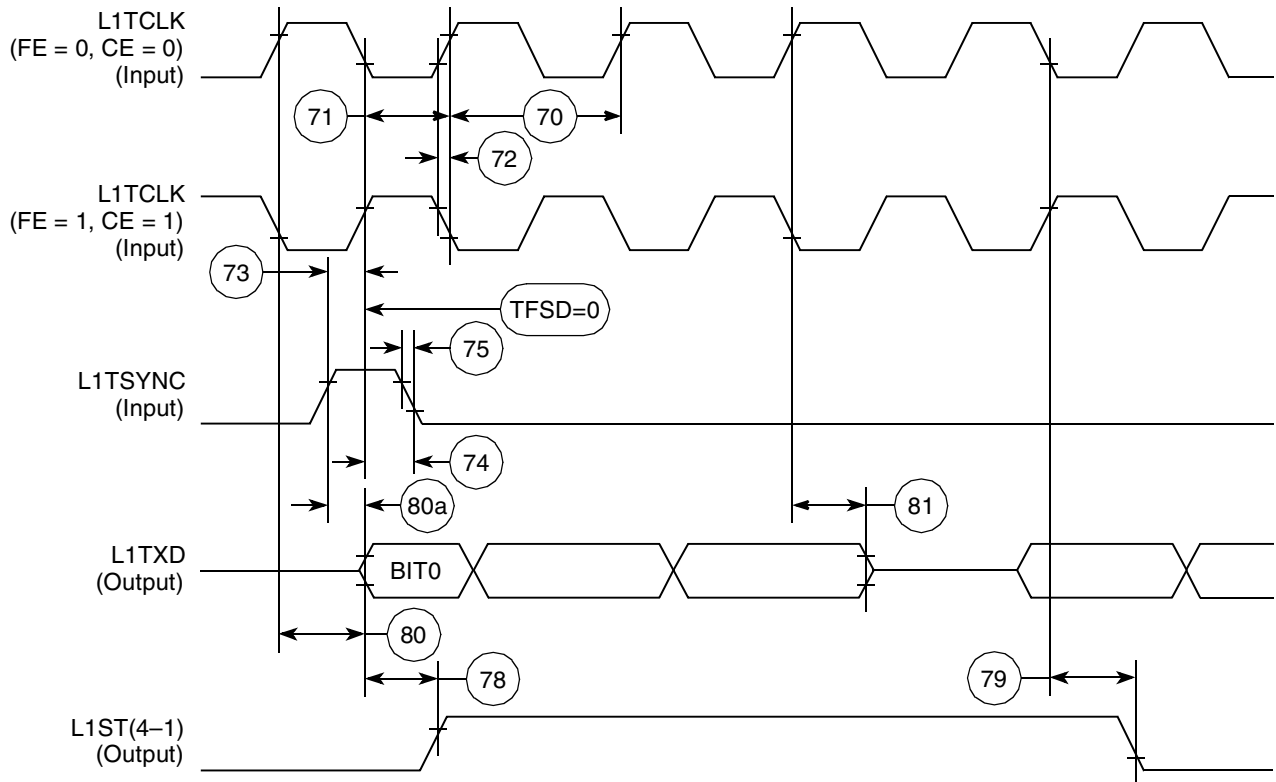 L1TCLK
(FE = 0, CE = 0)
(Input)
71
70
72
L1TCLK
(FE = 1, CE = 1)
(Input)
73
TFSD=0
75
L1TSYNC
(Input)
74
80a
81
L1TXD
(Output)
BIT0
80
78
79
L1ST(4–1)
(Output)